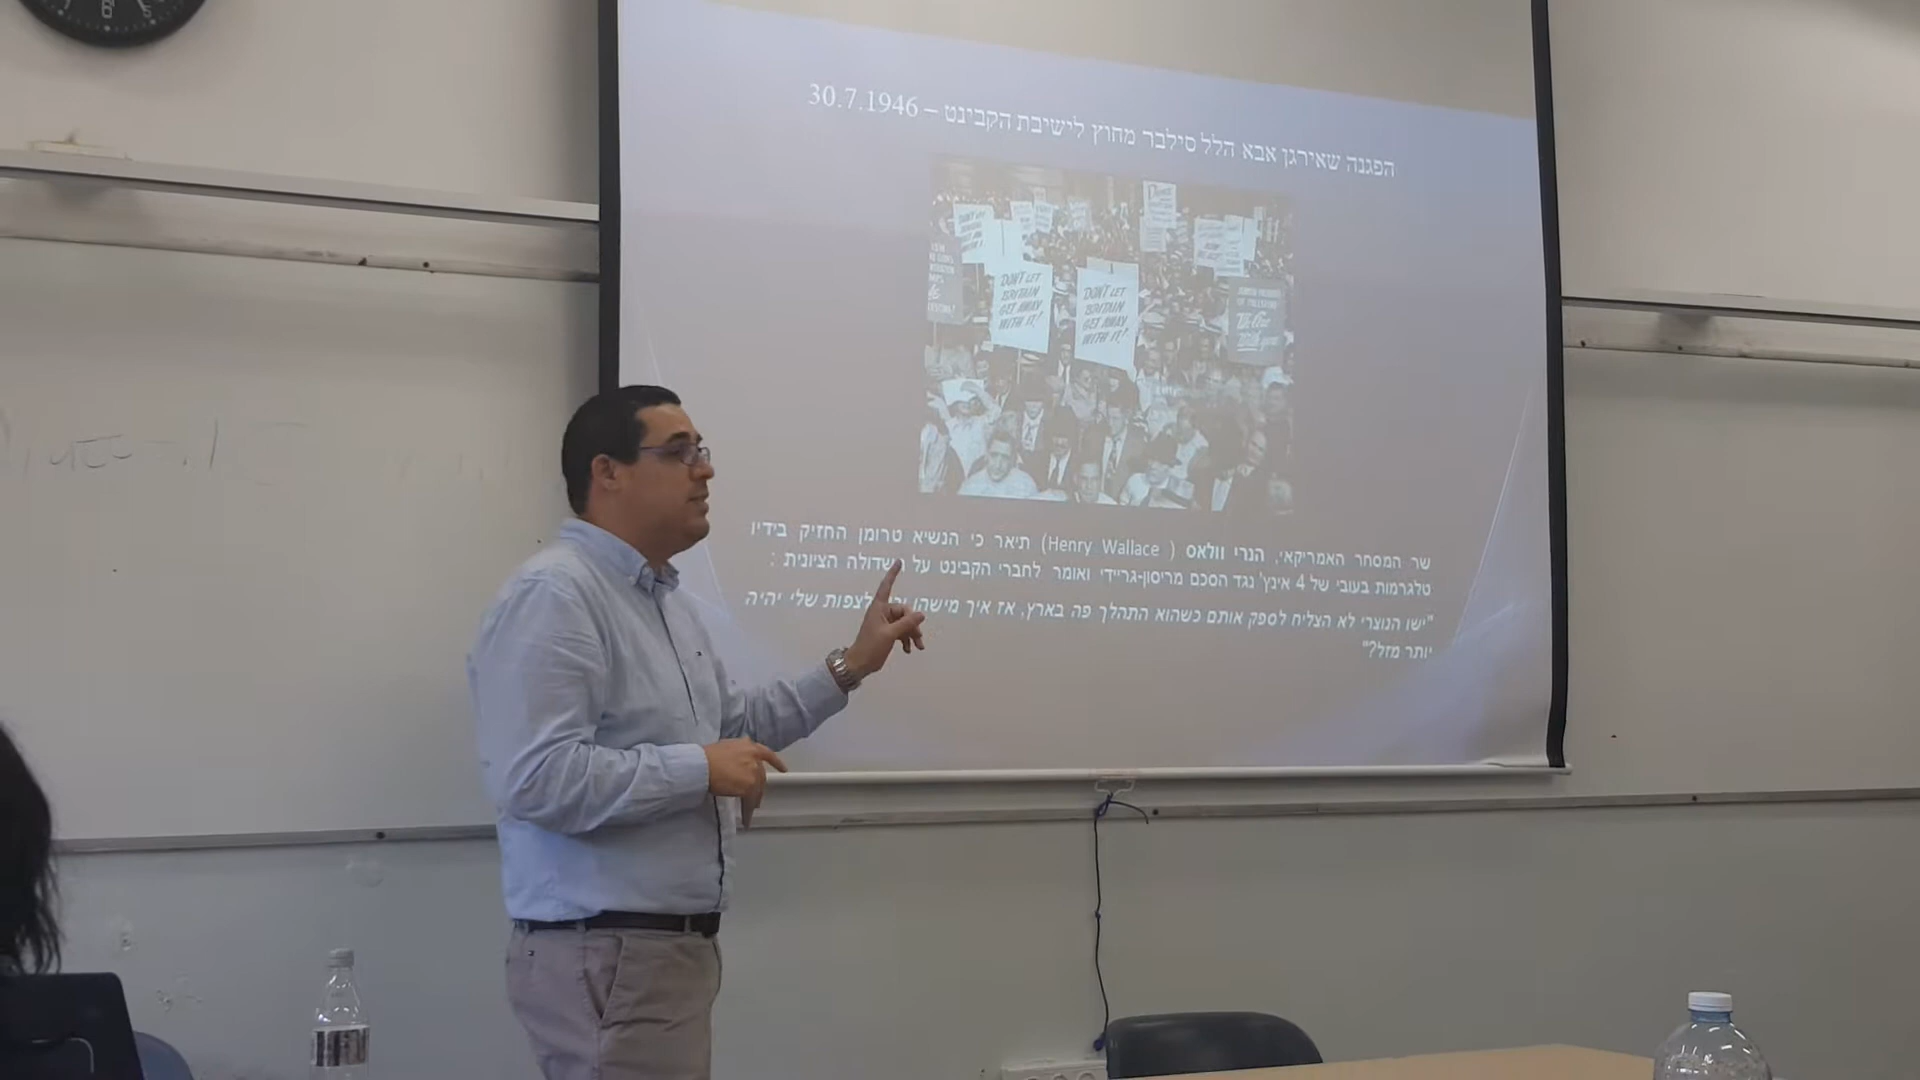 הפגנה שאירגן אבא הלל סילבר מחוץ לישיבת הקבינט – 30.7.1946
DON'T LET
BRITAIN
GET AWAY
WITH IT!
DON'T LET
BRITAIN
GET AWAY
WITH IT!
שר המסחר האמריקאי, הנרי וולאס ( Henry Wallace) תיאר כי הנשיא טרומן החזיק בידיו
טלגרמות בעובי של 4 אינץ' נגד הסכם מריסון-גריידי ואומר לחברי הקבינט על השדולה הציונית :
"ישו הנוצרי לא הצליח לספק אותם כשהוא התהלך פה בארץ, אז איך מישהו לצפות שלי יהיה
יותר מזל?"